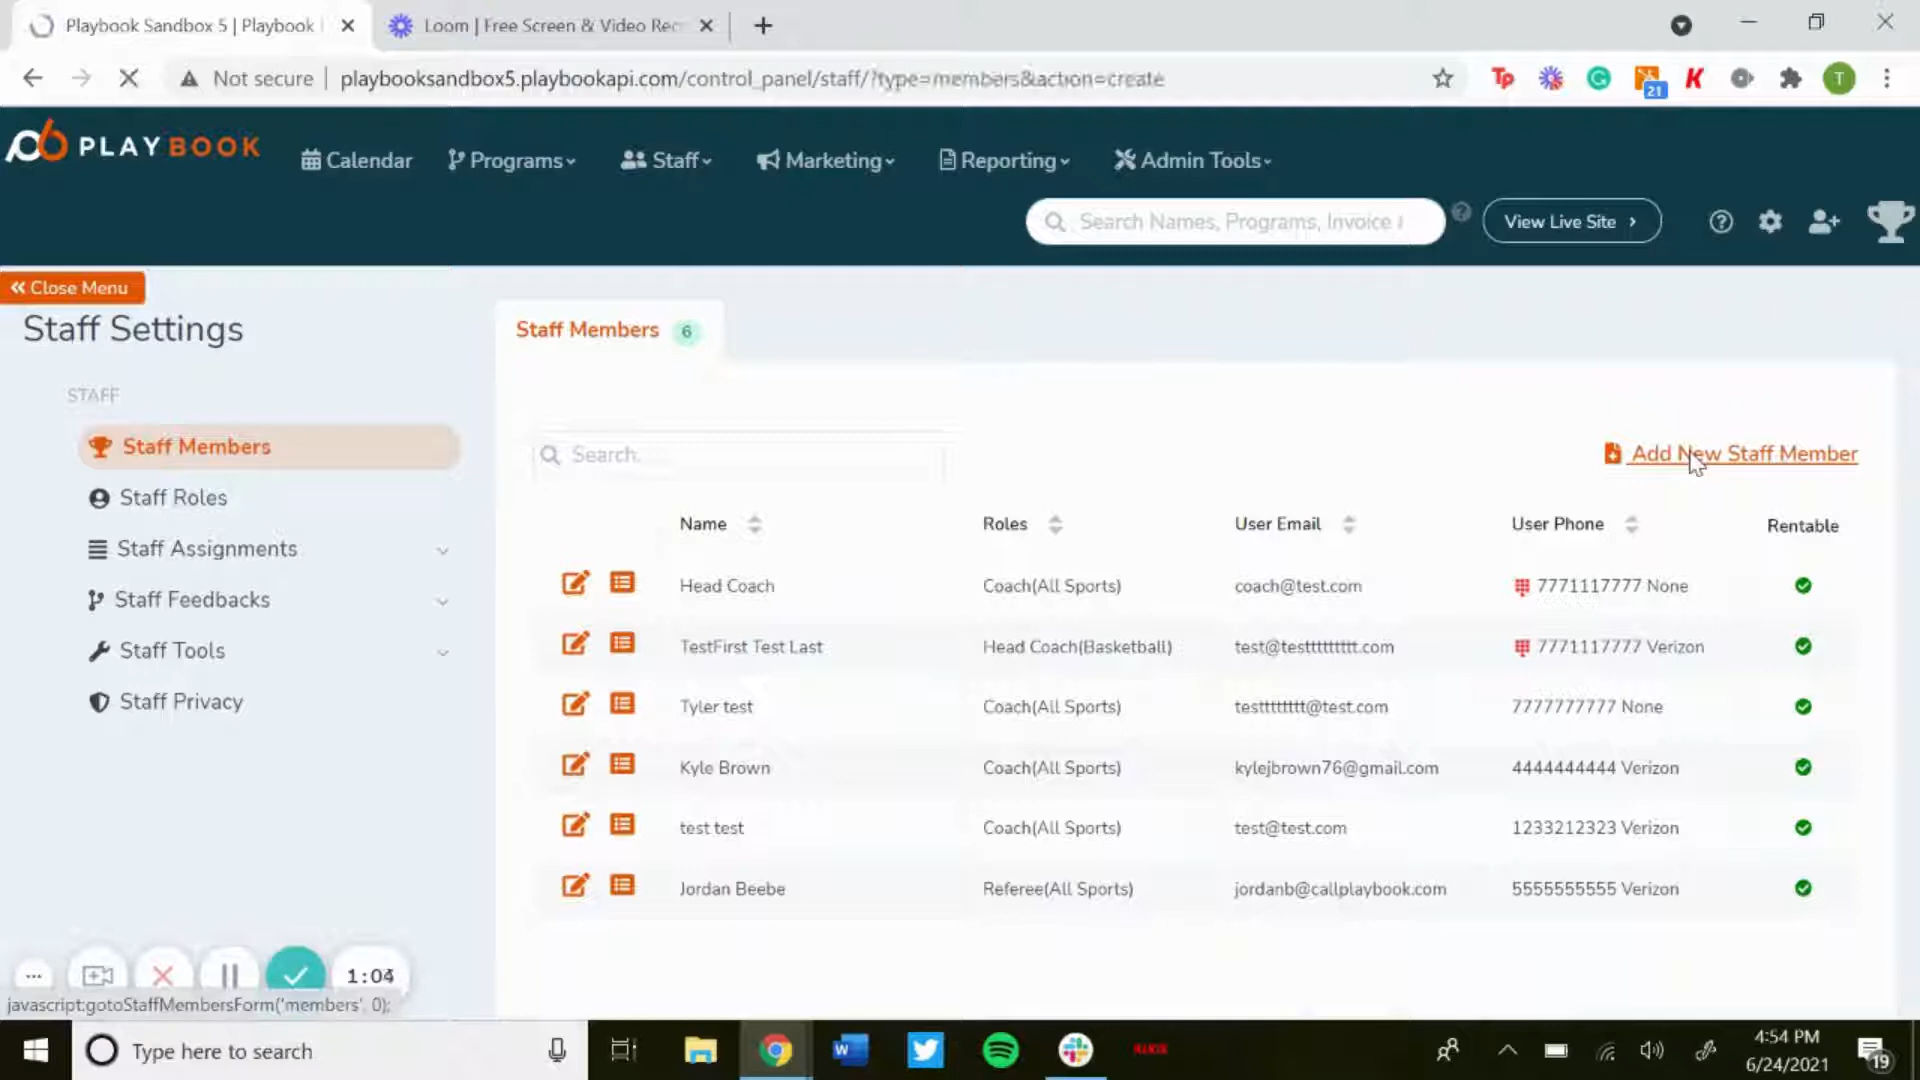 Playbook Sandbox 5 | Playbook
Loom | Free Screen & Video Rec
Not secure | playbooksandbox5.playbookapi.com/control_panel/staff/?type=members&action=create
Tp
21
K
T
PLAYBOOK
Calendar
Programs
Staff
Marketing
Reporting
Admin Tools
Search Names, Programs, Invoice
View Live Site
Close Menu
Staff Settings
STAFF
Staff Members
Staff Roles
Staff Assignments
Staff Feedbacks
Staff Tools
Staff Privacy
Staff Members 6
Search.
Add New Staff Member
Name Roles User Email User Phone Rentable
Head Coach Coach(All Sports) coach@test.com 7771117777 None
TestFirst Test Last Head Coach(Basketball) test@testttttttttt.com 7771117777 Verizon
Tyler test Coach(All Sports) testttttttt@test.com 7777777777 None
Kyle Brown Coach(All Sports) kylejbrown76@gmail.com 4444444444 Verizon
test test Coach(All Sports) test@test.com 1233212323 Verizon
Jordan Beebe Referee(All Sports) jordanb@callplaybook.com 5555555555 Verizon
1:04
javascript:gotoStaffMembersForm('members', 0);
Type here to search
W
4:54 PM
6/24/2021
19